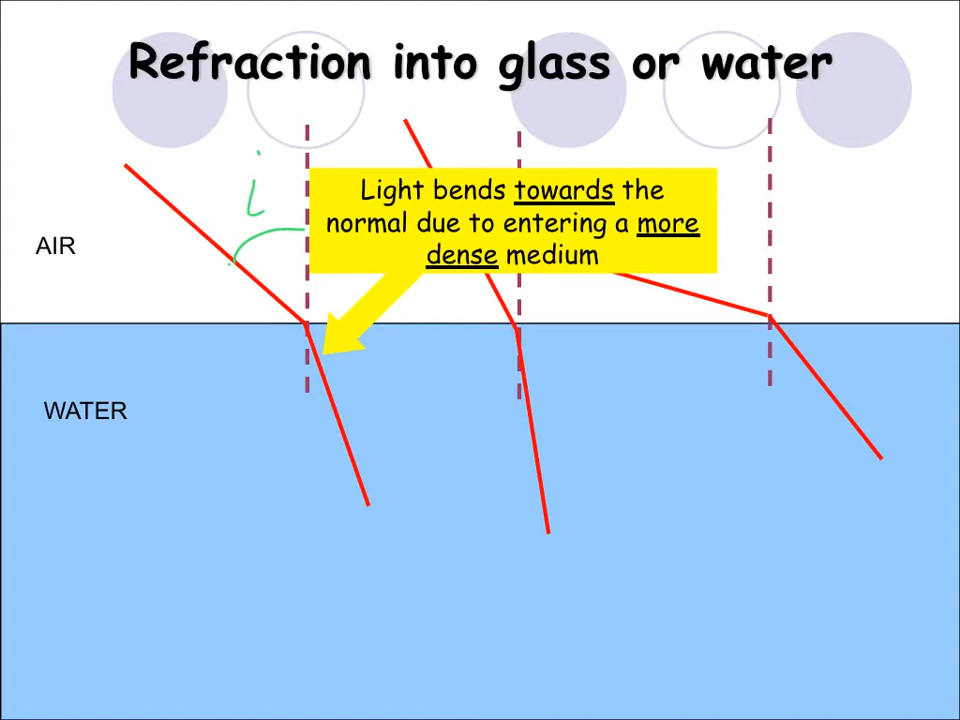 Refraction into glass or water
i
Light bends towards the
normal due to entering a more
dense medium
AIR
WATER